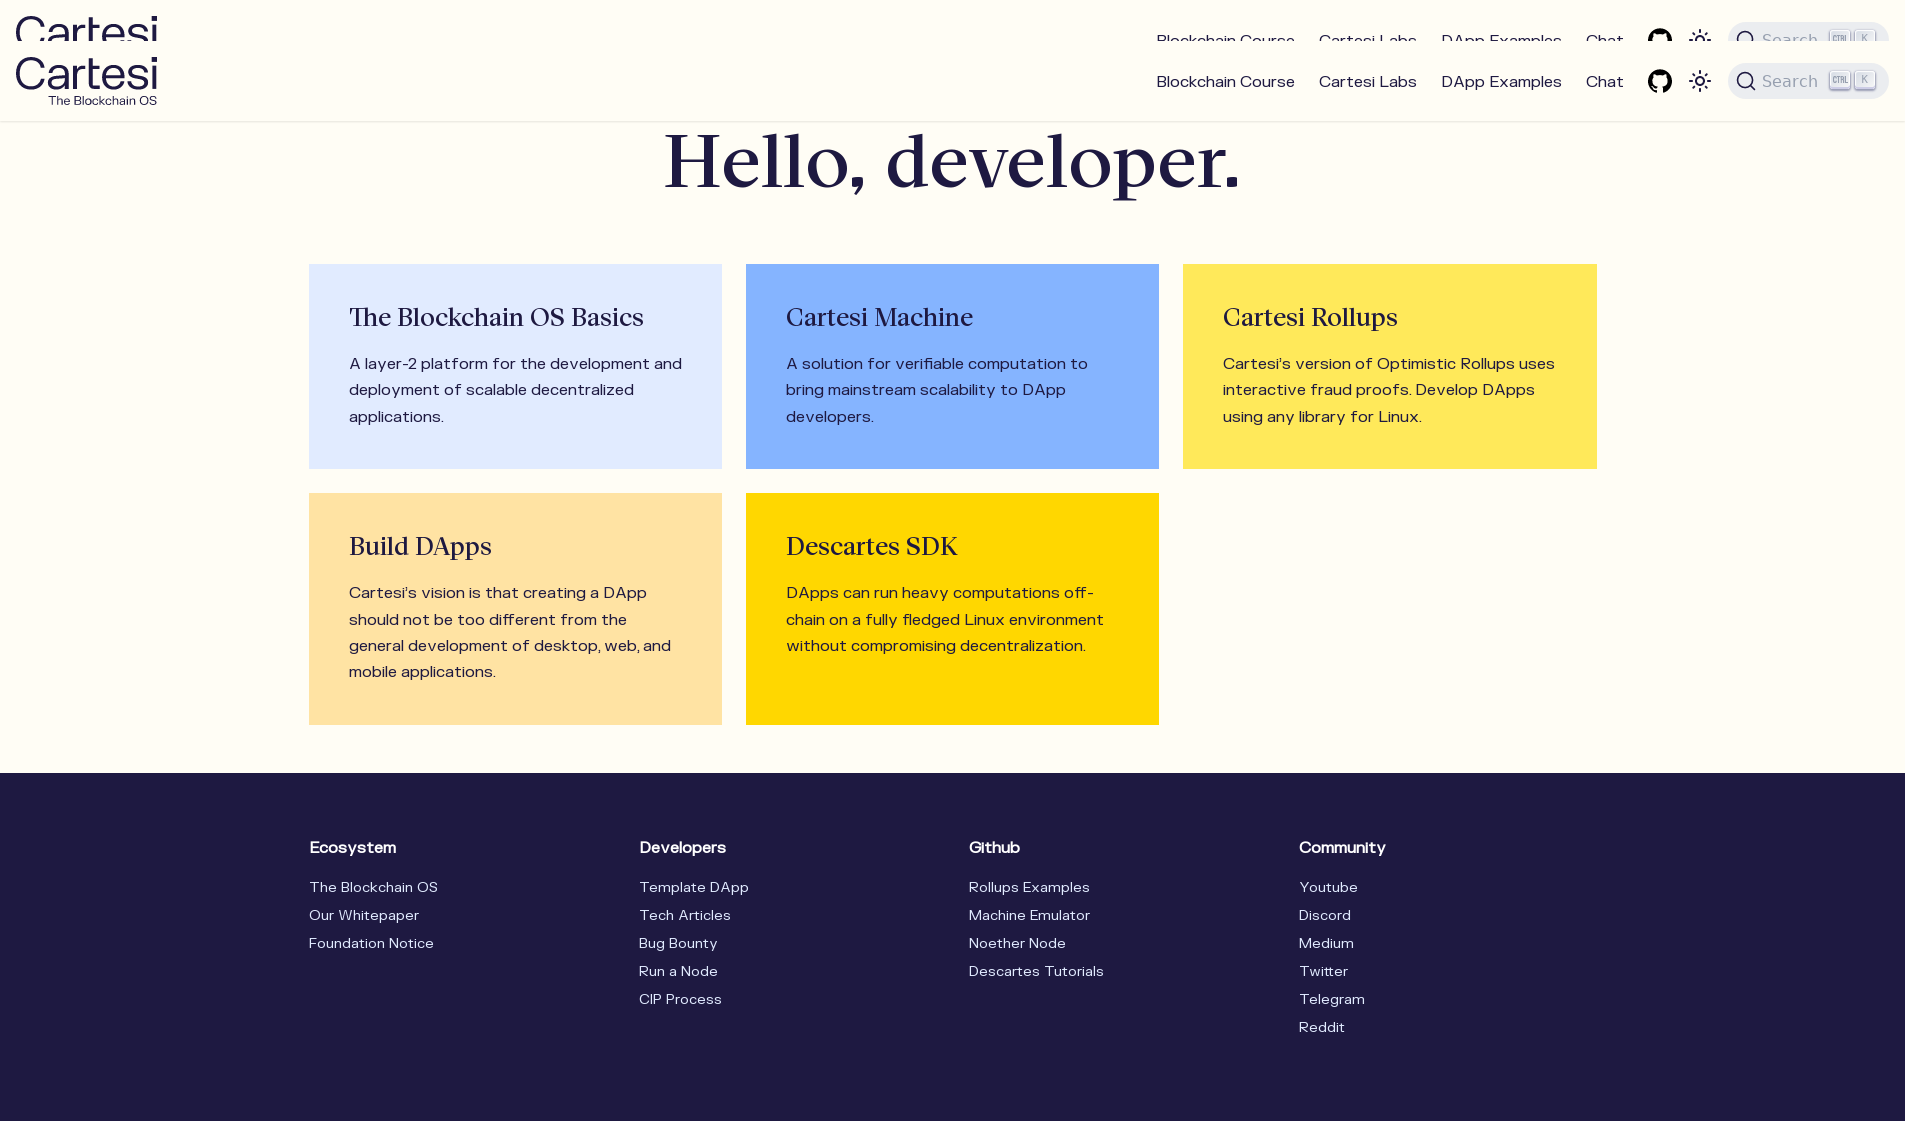 Cartesi
Blockchain Course Cartesi Labs DApp Examples Chat Search CTRL K
Cartesi
The Blockchain OS
Blockchain Course Cartesi Labs DApp Examples Chat Search CTRL K
Hello, developer.
The Blockchain OS Basics
A layer-2 platform for the development and
deployment of scalable decentralized
applications.
Cartesi Machine
A solution for verifiable computation to
bring mainstream scalability to DApp
developers.
Cartesi Rollups
Cartesi's version of Optimistic Rollups uses
interactive fraud proofs. Develop DApps
using any library for Linux.
Build DApps
Cartesi's vision is that creating a DApp
should not be too different from the
general development of desktop, web, and
mobile applications.
Descartes SDK
DApps can run heavy computations off-
chain on a fully fledged Linux environment
without compromising decentralization.
Ecosystem
The Blockchain OS
Our Whitepaper
Foundation Notice
Developers
Template DApp
Tech Articles
Bug Bounty
Run a Node
CIP Process
Github
Rollups Examples
Machine Emulator
Noether Node
Descartes Tutorials
Community
Youtube
Discord
Medium
Twitter
Telegram
Reddit